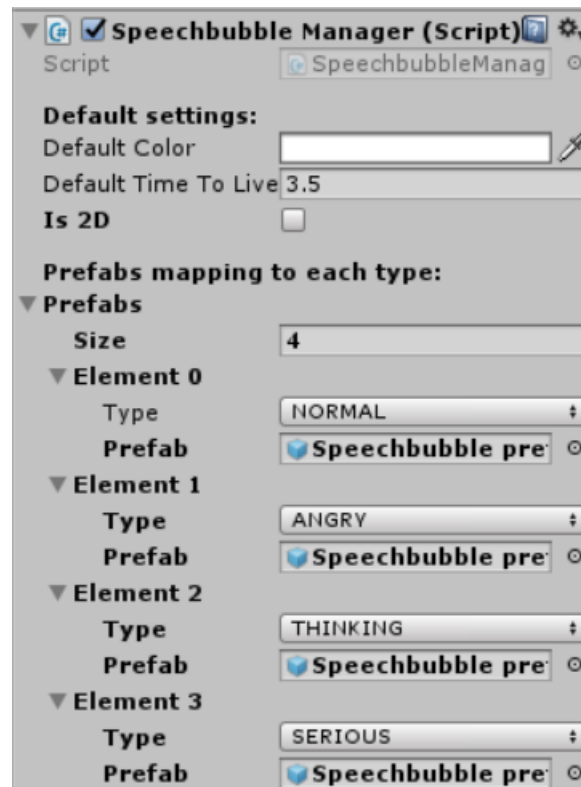 Speechbubble Manager (Script)
Script SpeechbubbleManag
Default settings:
Default Color
Default Time To Live 3.5
Is 2D
Prefabs mapping to each type:
Prefabs
Size 4
Element 0
Type NORMAL
Prefab Speechbubble pre
Element 1
Type ANGRY
Prefab Speechbubble pre
Element 2
Type THINKING
Prefab Speechbubble pre
Element 3
Type SERIOUS
Prefab Speechbubble pre